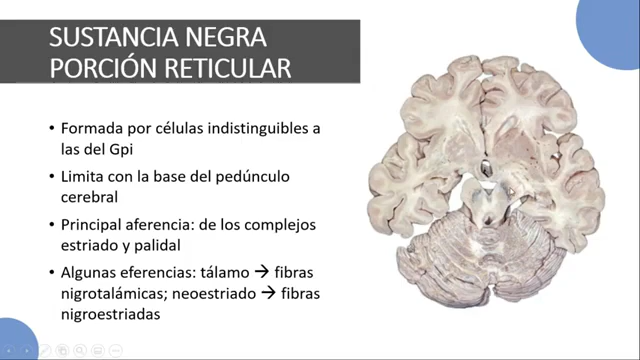 SUSTANCIA NEGRA
PORCIÓN RETICULAR
• Formada por células indistinguibles a
las del Gpi
• Limita con la base del pedúnculo
cerebral
• Principal aferencia: de los complejos
estriado y palidal
• Algunas eferencias: tálamo → fibras
nigrotalámicas; neoestriado → fibras
nigroestriadas